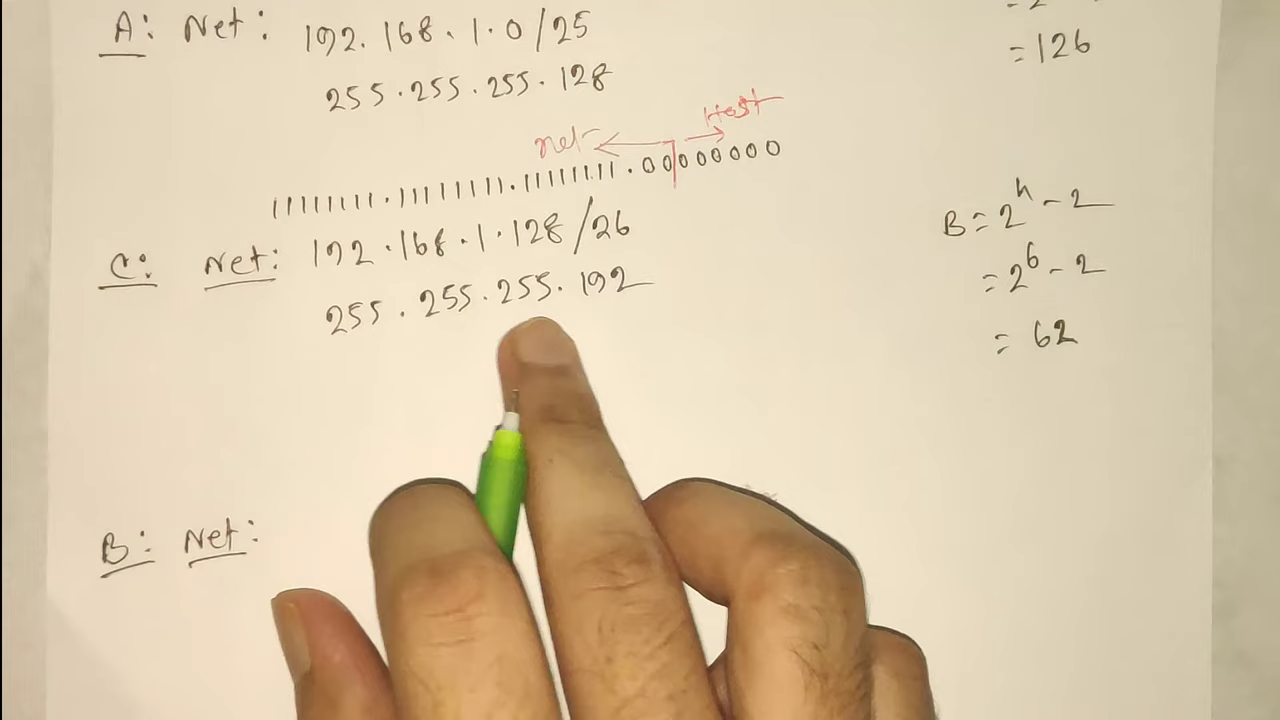 A: Net: 192.168.1.0/25
255.255.255.128
= 126
Host
net
11111111.11111111.11111111.00000000
C: Net: 192.168.1.128/26
255.255.255.192
B = 2^h - 2
= 2^6 - 2
= 62
B: Net: